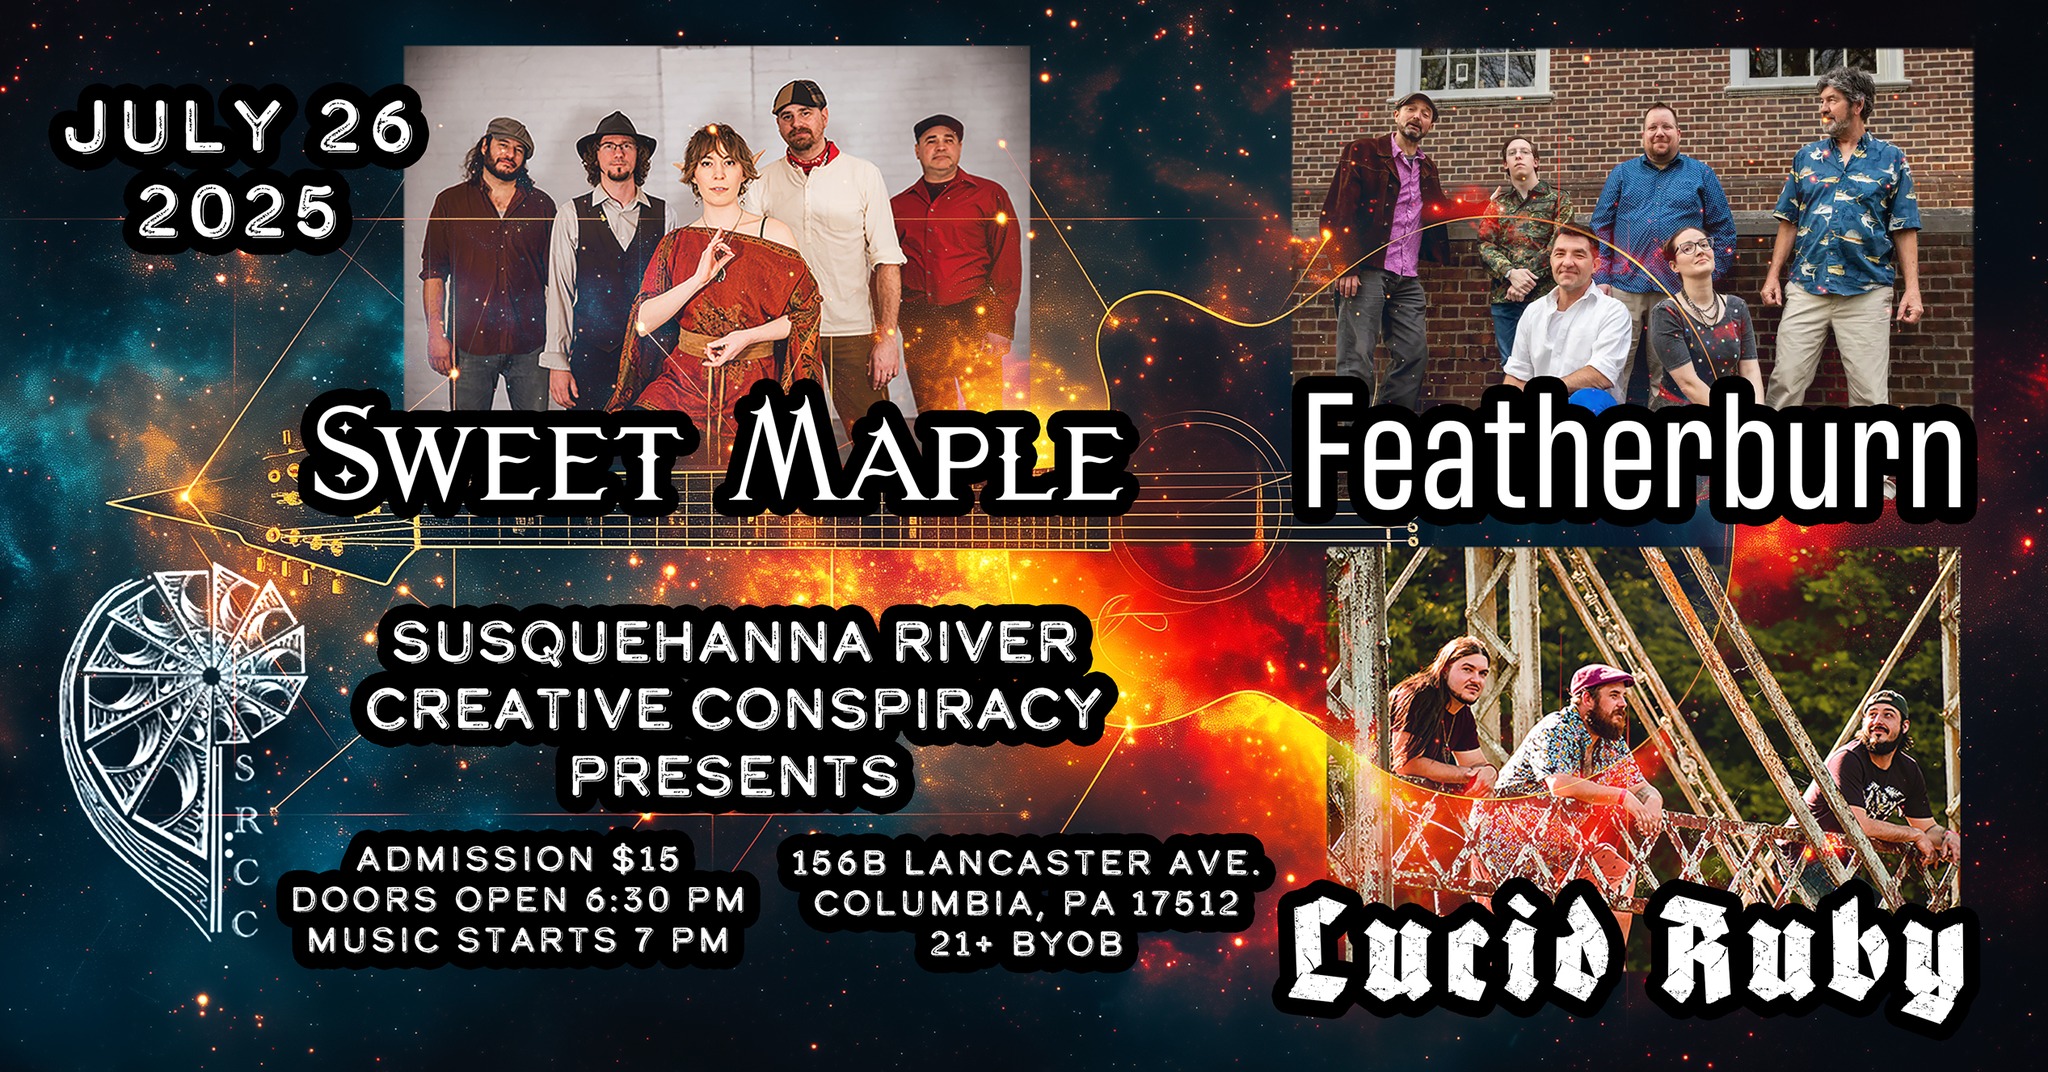 JULY 26
2025
SWEET MAPLE
Featherburn
SUSQUEHANNA RIVER
CREATIVE CONSPIRACY
PRESENTS
S
R
C
C
ADMISSION $15
DOORS OPEN 6:30 PM
MUSIC STARTS 7 PM
156B LANCASTER AVE.
COLUMBIA, PA 17512
21+ BYOB
Lucid Ruby